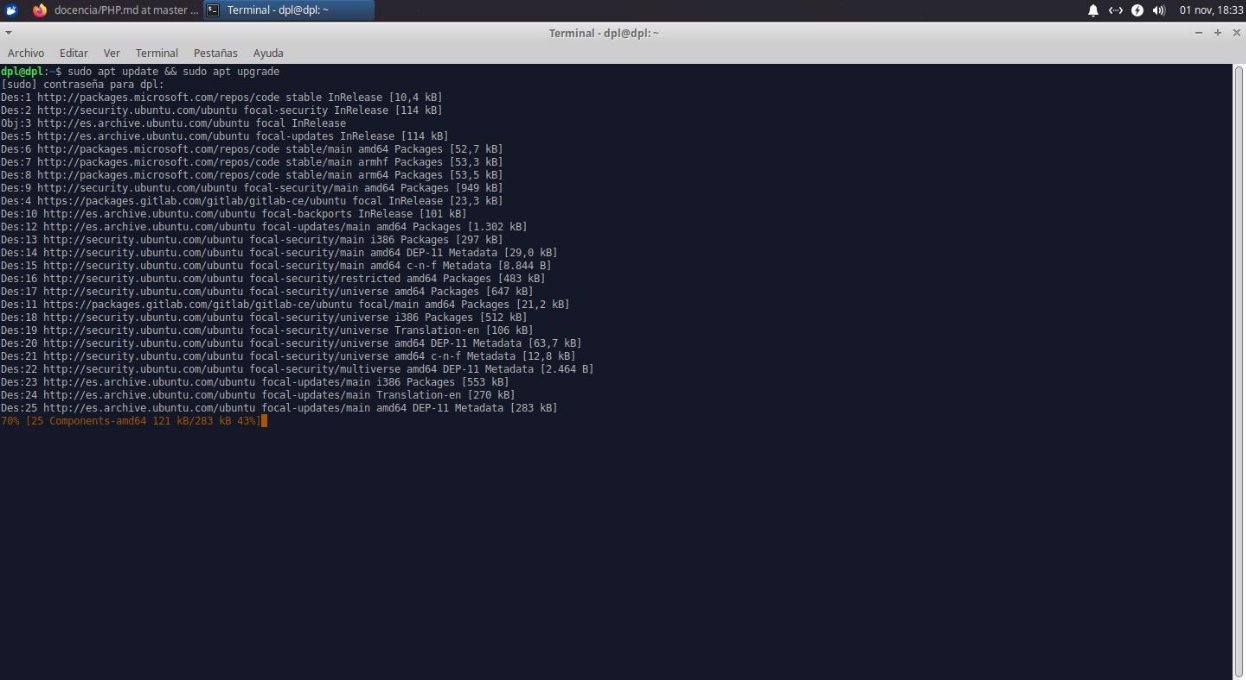 docencia/PHP.md at master ...
Terminal - dpl@dpl: ~
01 nov, 18:33
Terminal - dpl@dpl: ~
Archivo Editar Ver Terminal Pestañas Ayuda
dpl@dpl:~$ sudo apt update && sudo apt upgrade
[sudo] contraseña para dpl:
Des:1 http://packages.microsoft.com/repos/code stable InRelease [10,4 kB]
Des:2 http://security.ubuntu.com/ubuntu focal-security InRelease [114 kB]
Obj:3 http://es.archive.ubuntu.com/ubuntu focal InRelease
Des:5 http://es.archive.ubuntu.com/ubuntu focal-updates InRelease [114 kB]
Des:6 http://packages.microsoft.com/repos/code stable/main amd64 Packages [52,7 kB]
Des:7 http://packages.microsoft.com/repos/code stable/main armhf Packages [53,3 kB]
Des:8 http://packages.microsoft.com/repos/code stable/main arm64 Packages [53,5 kB]
Des:9 http://security.ubuntu.com/ubuntu focal-security/main amd64 Packages [949 kB]
Des:4 https://packages.gitlab.com/gitlab/gitlab-ce/ubuntu focal InRelease [23,3 kB]
Des:10 http://es.archive.ubuntu.com/ubuntu focal-backports InRelease [101 kB]
Des:12 http://es.archive.ubuntu.com/ubuntu focal-updates/main amd64 Packages [1.302 kB]
Des:13 http://security.ubuntu.com/ubuntu focal-security/main i386 Packages [297 kB]
Des:14 http://security.ubuntu.com/ubuntu focal-security/main amd64 DEP-11 Metadata [29,0 kB]
Des:15 http://security.ubuntu.com/ubuntu focal-security/main amd64 c-n-f Metadata [8.844 B]
Des:16 http://security.ubuntu.com/ubuntu focal-security/restricted amd64 Packages [483 kB]
Des:17 http://security.ubuntu.com/ubuntu focal-security/universe amd64 Packages [647 kB]
Des:11 https://packages.gitlab.com/gitlab/gitlab-ce/ubuntu focal/main amd64 Packages [21,2 kB]
Des:18 http://security.ubuntu.com/ubuntu focal-security/universe i386 Packages [512 kB]
Des:19 http://security.ubuntu.com/ubuntu focal-security/universe Translation-en [106 kB]
Des:20 http://security.ubuntu.com/ubuntu focal-security/universe amd64 DEP-11 Metadata [63,7 kB]
Des:21 http://security.ubuntu.com/ubuntu focal-security/universe amd64 c-n-f Metadata [12,8 kB]
Des:22 http://security.ubuntu.com/ubuntu focal-security/multiverse amd64 DEP-11 Metadata [2.464 B]
Des:23 http://es.archive.ubuntu.com/ubuntu focal-updates/main i386 Packages [553 kB]
Des:24 http://es.archive.ubuntu.com/ubuntu focal-updates/main Translation-en [270 kB]
Des:25 http://es.archive.ubuntu.com/ubuntu focal-updates/main amd64 DEP-11 Metadata [283 kB]
70% [25 Components-amd64 121 kB/283 kB 43%]